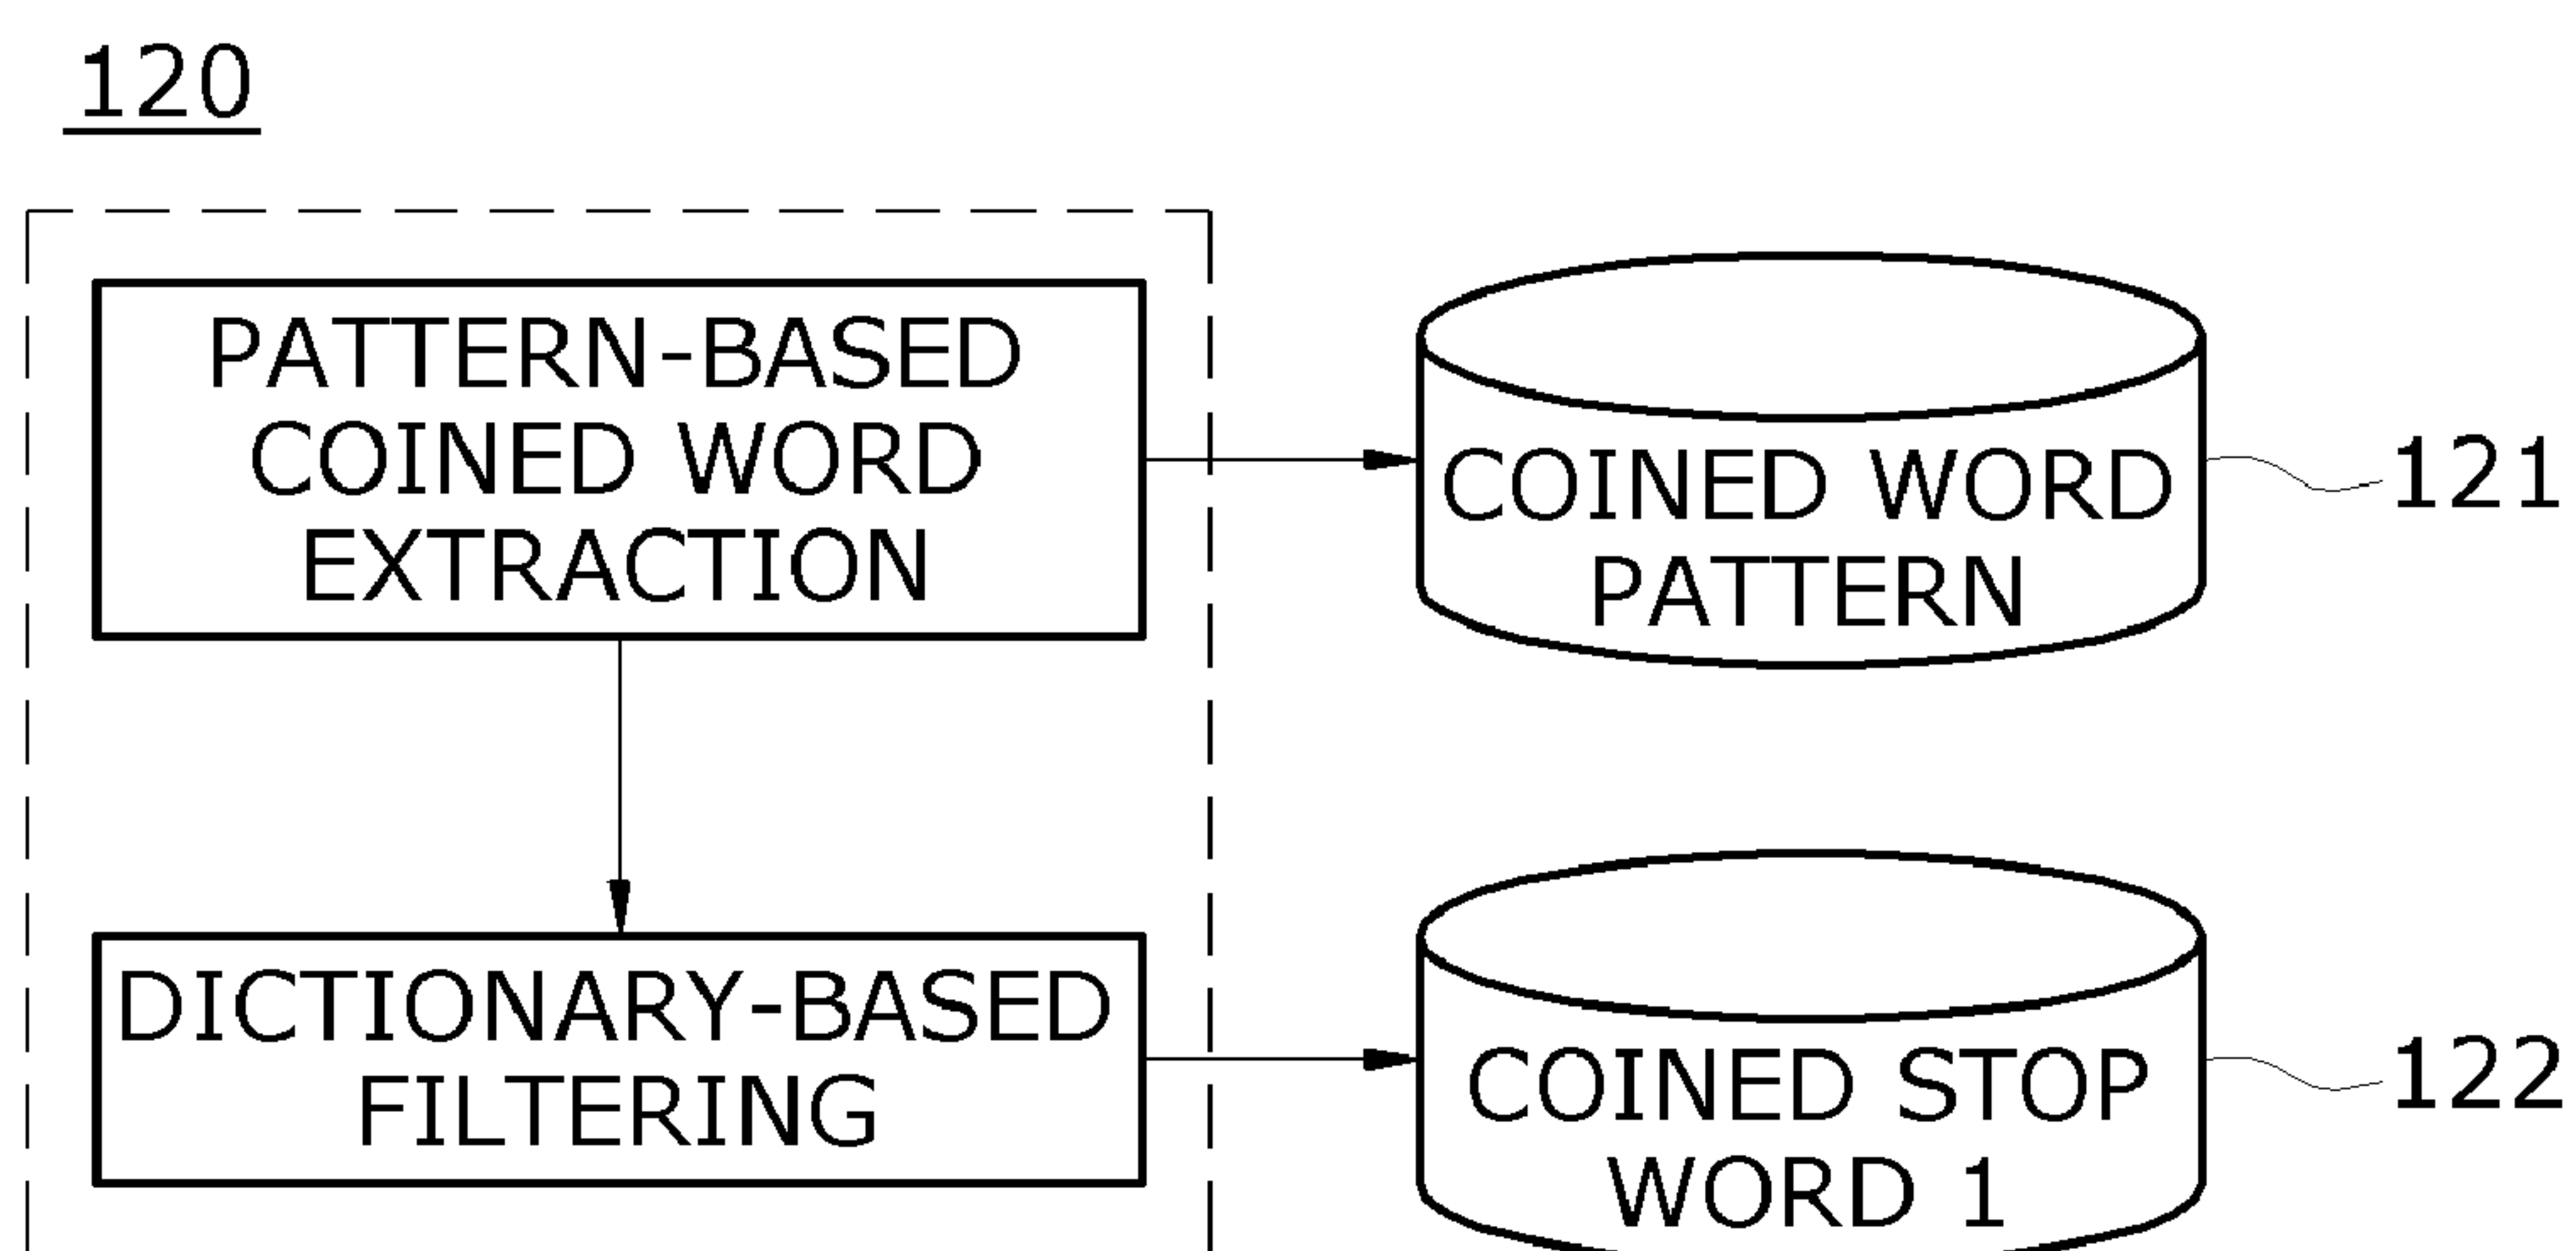 120
PATTERN-BASED
COINED WORD
EXTRACTION
COINED WORD
PATTERN
121
DICTIONARY-BASED
FILTERING
COINED STOP
WORD 1
122